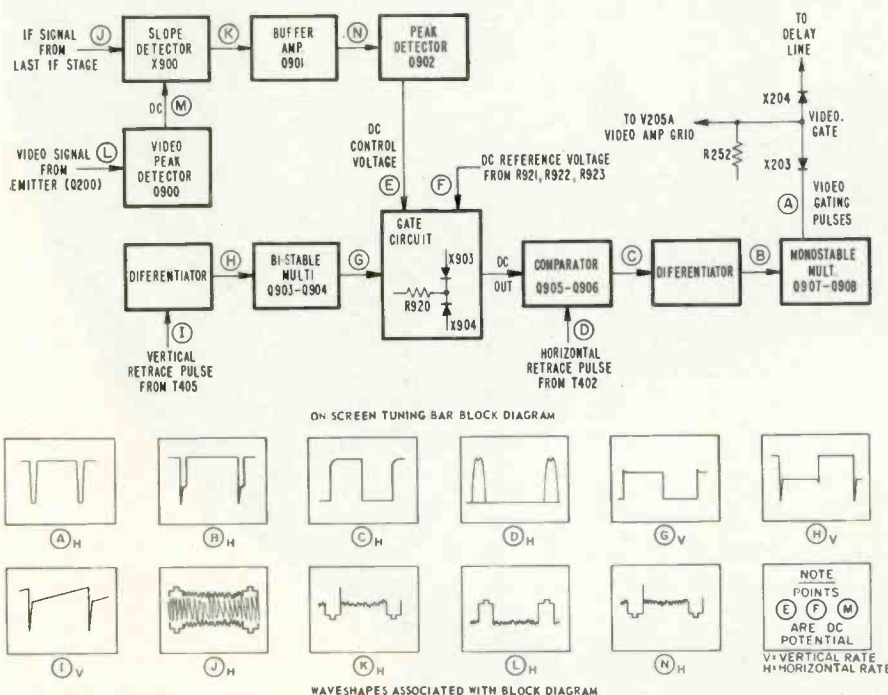 IF SIGNAL
FROM
LAST IF STAGE
J
SLOPE
DETECTOR
X900
K
BUFFER
AMP.
Q901
N
PEAK
DETECTOR
Q902
DC
M
VIDEO SIGNAL
FROM
EMITTER (Q200)
L
VIDEO
PEAK
DETECTOR
Q900
DC
CONTROL
VOLTAGE
E
F
DC REFERENCE VOLTAGE
FROM R921, R922, R923
TO
DELAY
LINE
X204
TO V205A
VIDEO AMP GRID
VIDEO.
GATE
R252
X203
A
VIDEO
GATING
PULSES
DIFERENTIATOR
H
BI-STABLE
MULTI
Q903-Q904
G
GATE
CIRCUIT
X903
R920
X904
DC
OUT
COMPARATOR
Q905-Q906
C
DIFERENTIATOR
B
MONOSTABLE
MULT.
Q907-Q908
I
VERTICAL
RETRACE PULSE
FROM T405
D
HORIZONTAL
RETRACE PULSE
FROM T402
ON SCREEN TUNING BAR BLOCK DIAGRAM
A H
B H
C H
D H
G V
H V
I V
J H
K H
L H
N H
NOTE
POINTS
E F M
ARE DC
POTENTIAL
V=VERTICAL RATE
H=HORIZONTAL RATE
WAVESHAPES ASSOCIATED WITH BLOCK DIAGRAM